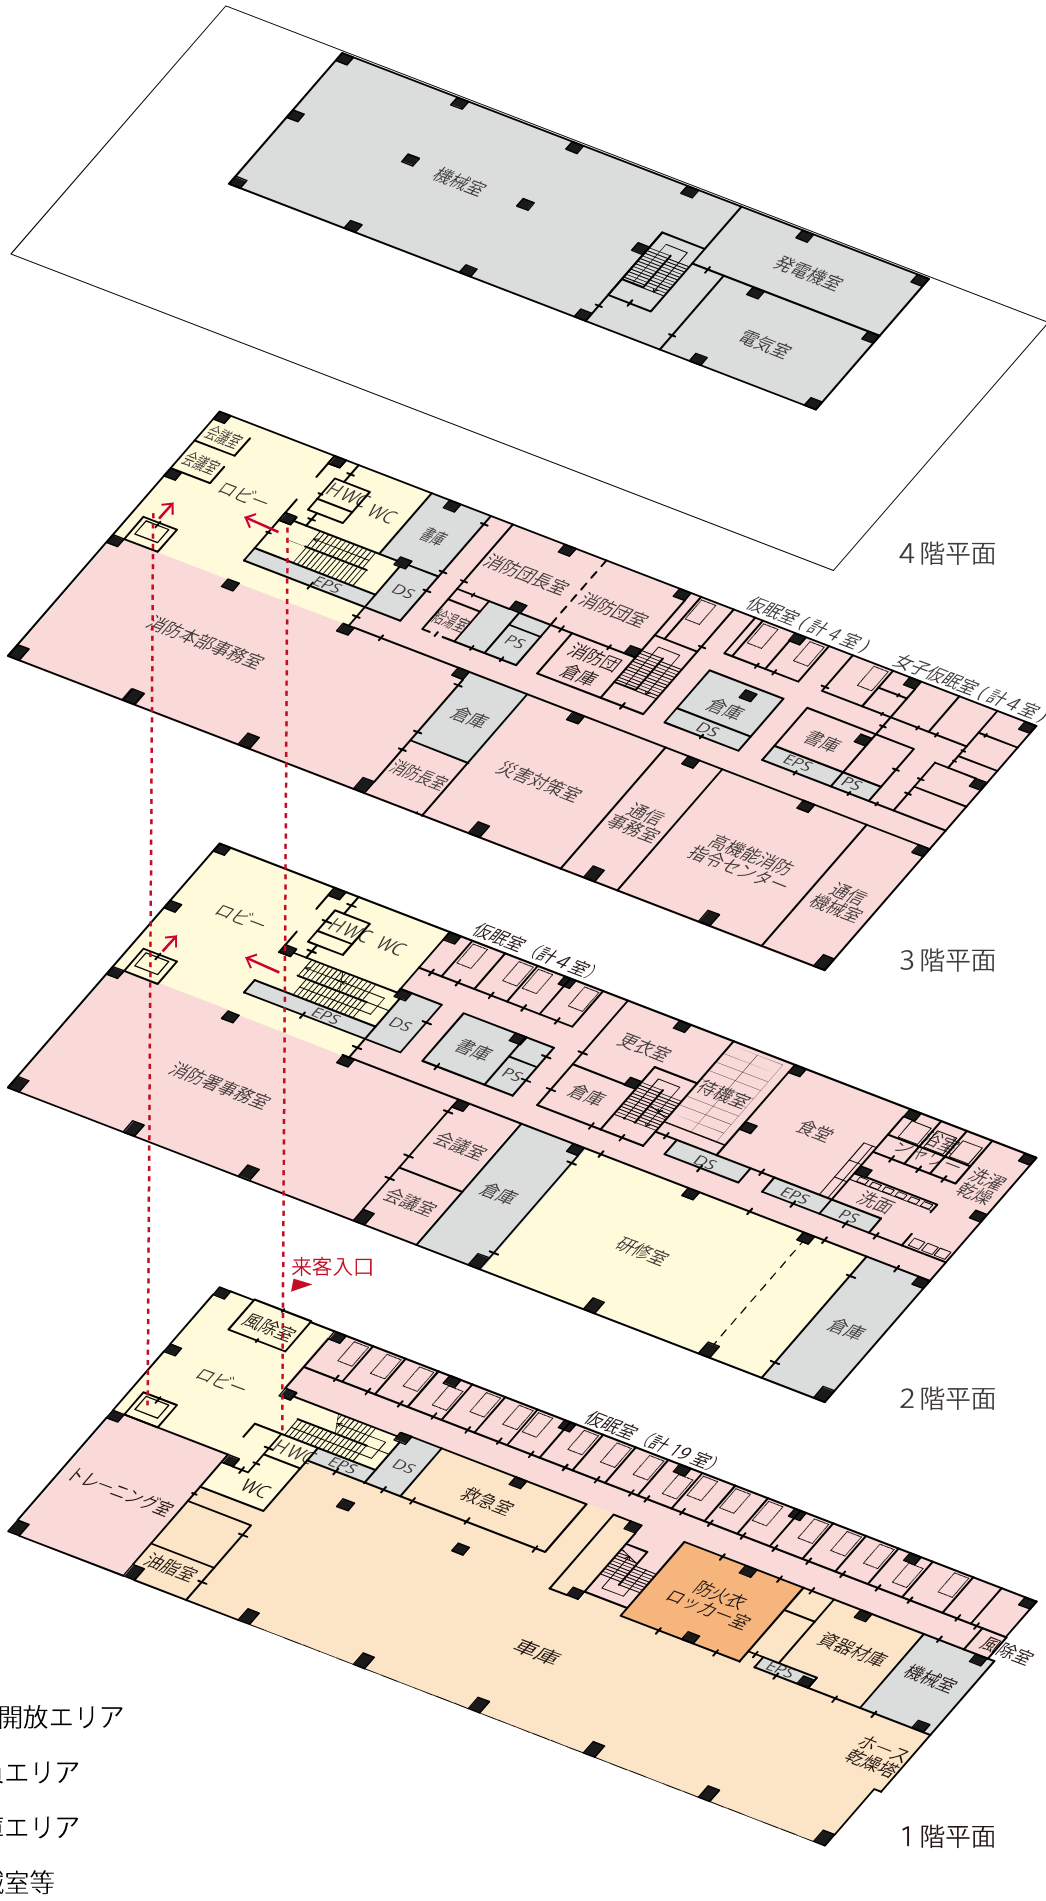 機械室
発電機室
電気室
4階平面
会議室
会議室
ロビー
HWC
WC
書庫
EPS
DS
消防団長室
消防団室
仮眠室(計4室)
女子仮眠室(計4室)
給湯室
PS
消防団
倉庫
消防本部事務室
倉庫
DS
書庫
EPS
PS
倉庫
消防長室
災害対策室
通信
事務室
高機能消防
指令センター
通信
機械室
3階平面
ロビー
HWC
WC
仮眠室(計4室)
EPS
DS
書庫
PS
更衣室
倉庫
待機室
食堂
浴室
シャワー
洗濯
乾燥
洗面
消防署事務室
会議室
会議室
倉庫
DS
EPS
PS
研修室
倉庫
2階平面
来客入口
風除室
ロビー
仮眠室(計19室)
HWC
EPS
DS
WC
救急室
トレーニング室
油脂室
防火衣
ロッカー室
資器材庫
風除室
機械室
EPS
車庫
ホース
乾燥塔
1階平面
開放エリア
エリア
エリア
室等